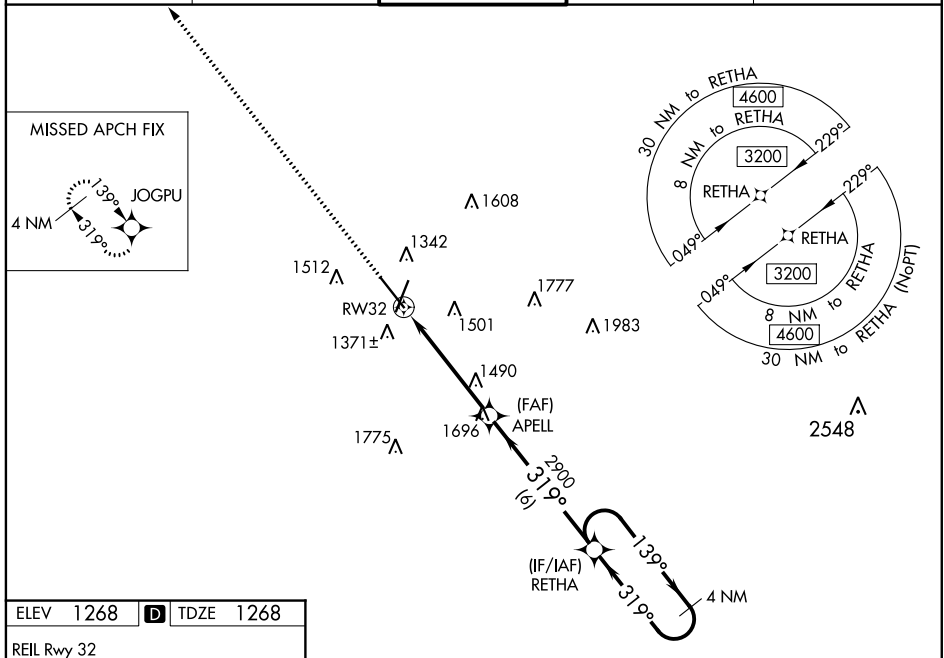 MISSED APCH FIX
139°
JOGPU
4 NM
319°
30 NM to RETHA
4600
8 NM to RETHA
3200
229°
RETHA
049°
229°
RETHA
049°
3200
8 NM to RETHA
4600
30 NM to RETHA (NoPT)
1608
1342
1512
1777
RW32
1501
1983
1371±
1490
(FAF)
APELL
1696
1775
2548
2900
319°
(6)
139°
(IF/IAF)
RETHA
319°
4 NM
ELEV 1268 D TDZE 1268
REIL Rwy 32